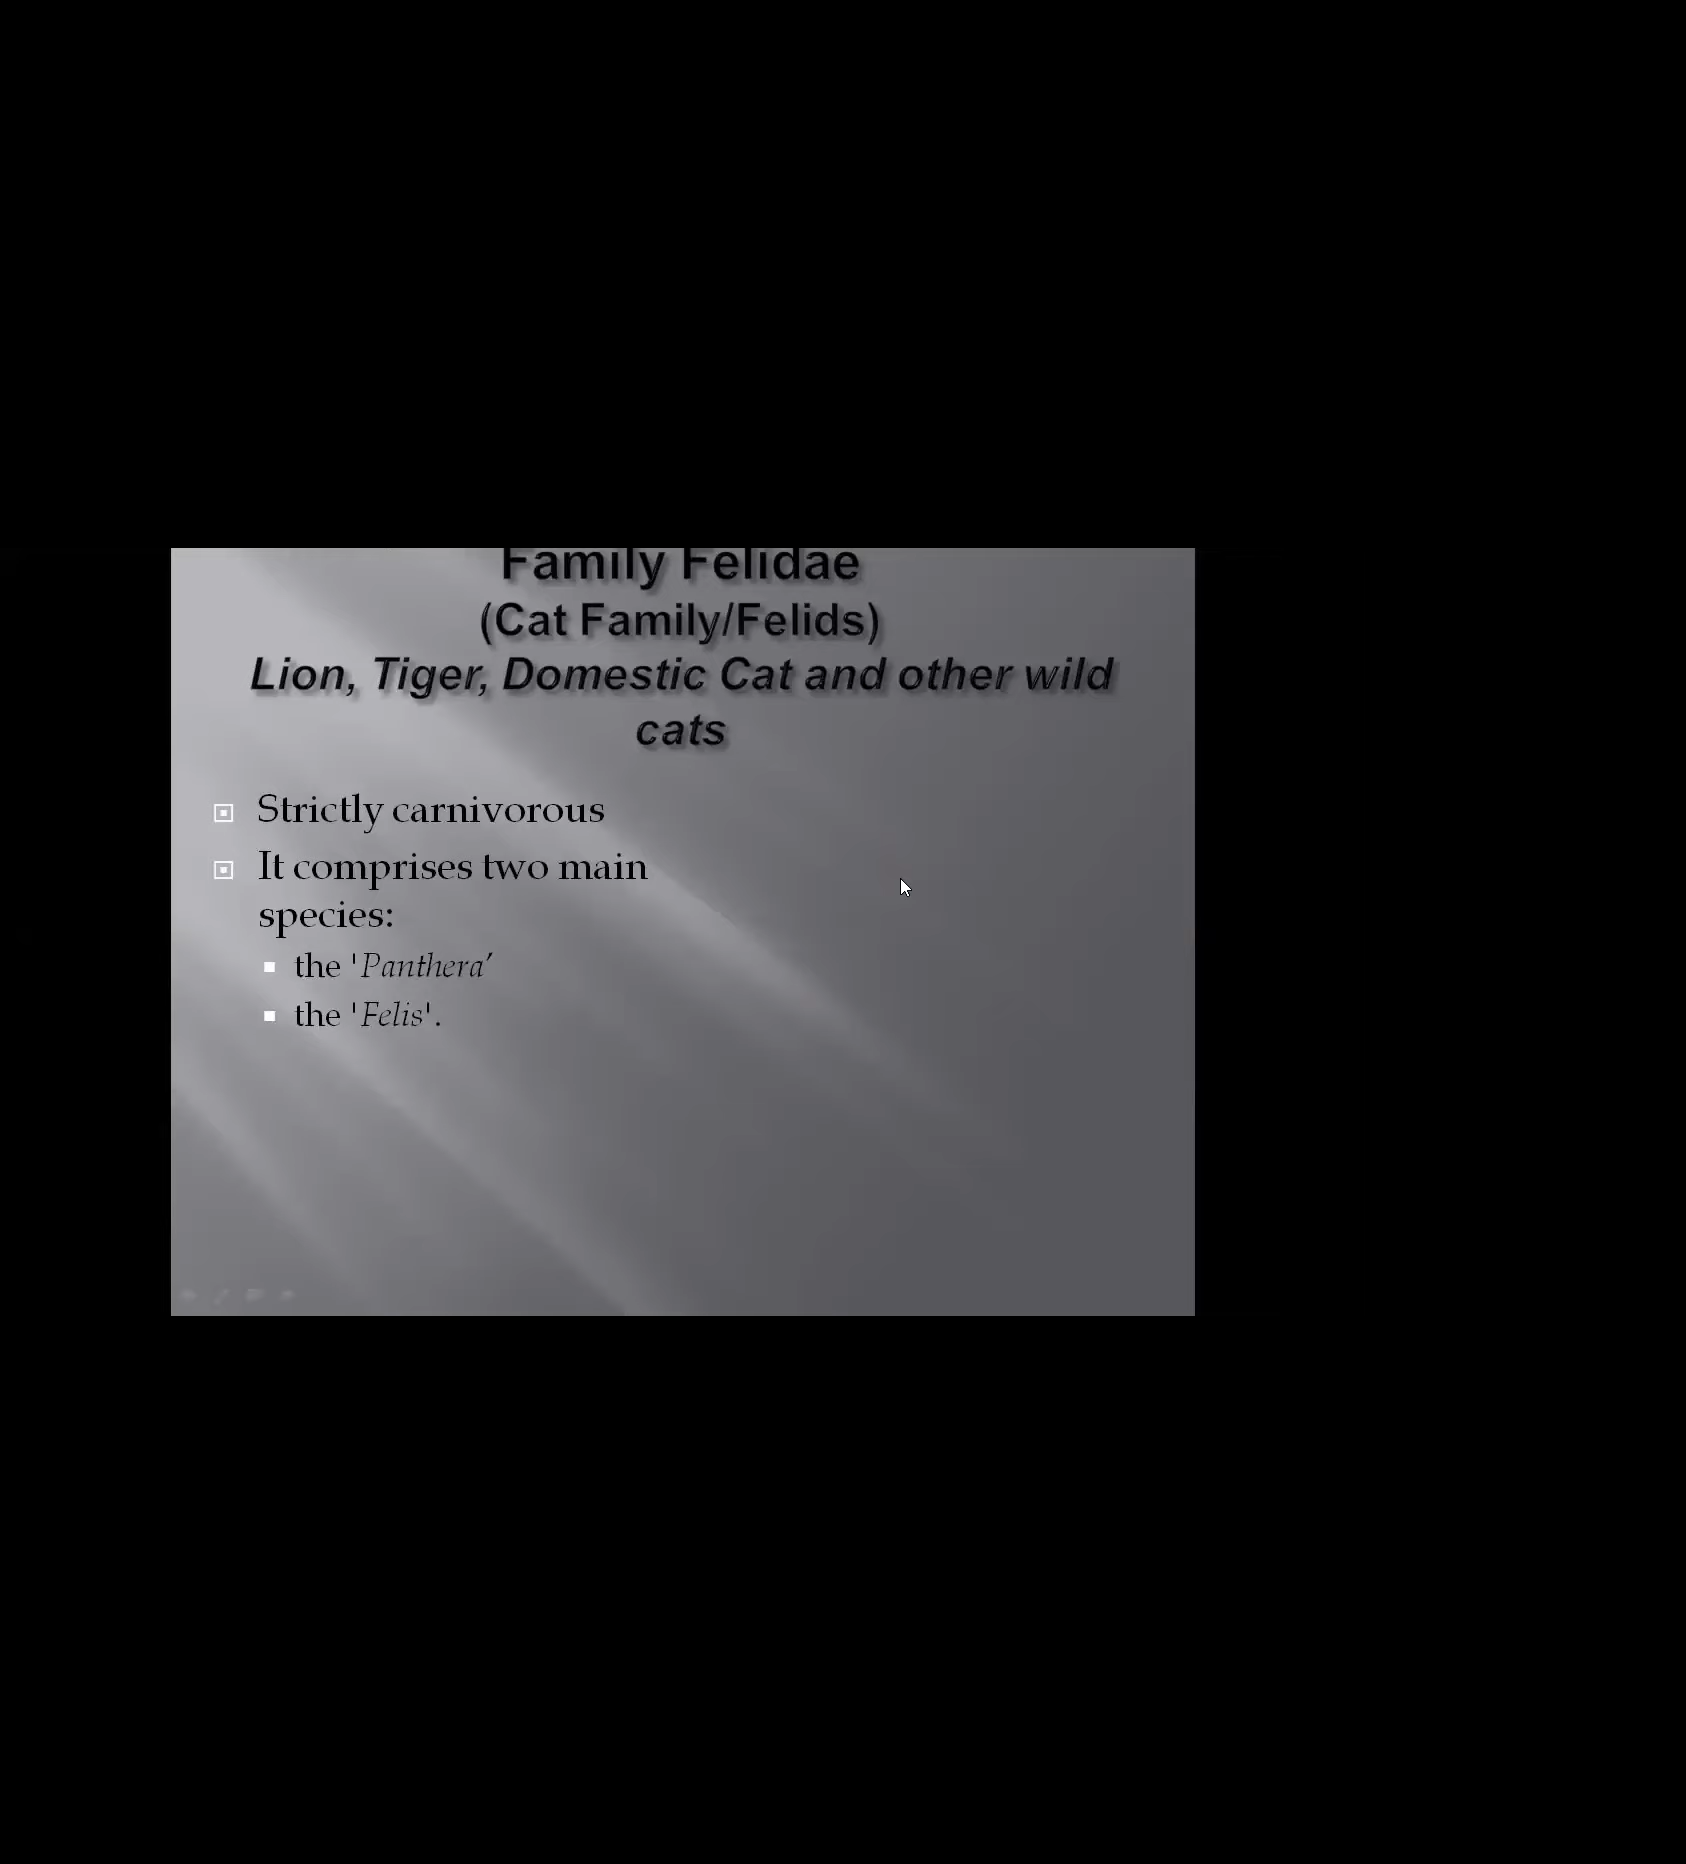 Family Felidae
(Cat Family/Felids)
Lion, Tiger, Domestic Cat and other wild
cats
Strictly carnivorous
It comprises two main
species:
the 'Panthera’
the 'Felis'.